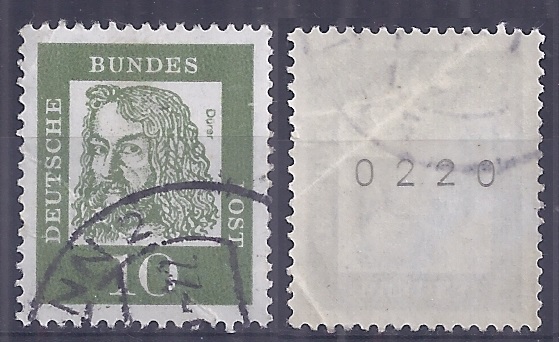 DEUTSCHE
BUNDES
POST
Dürer
10
0220